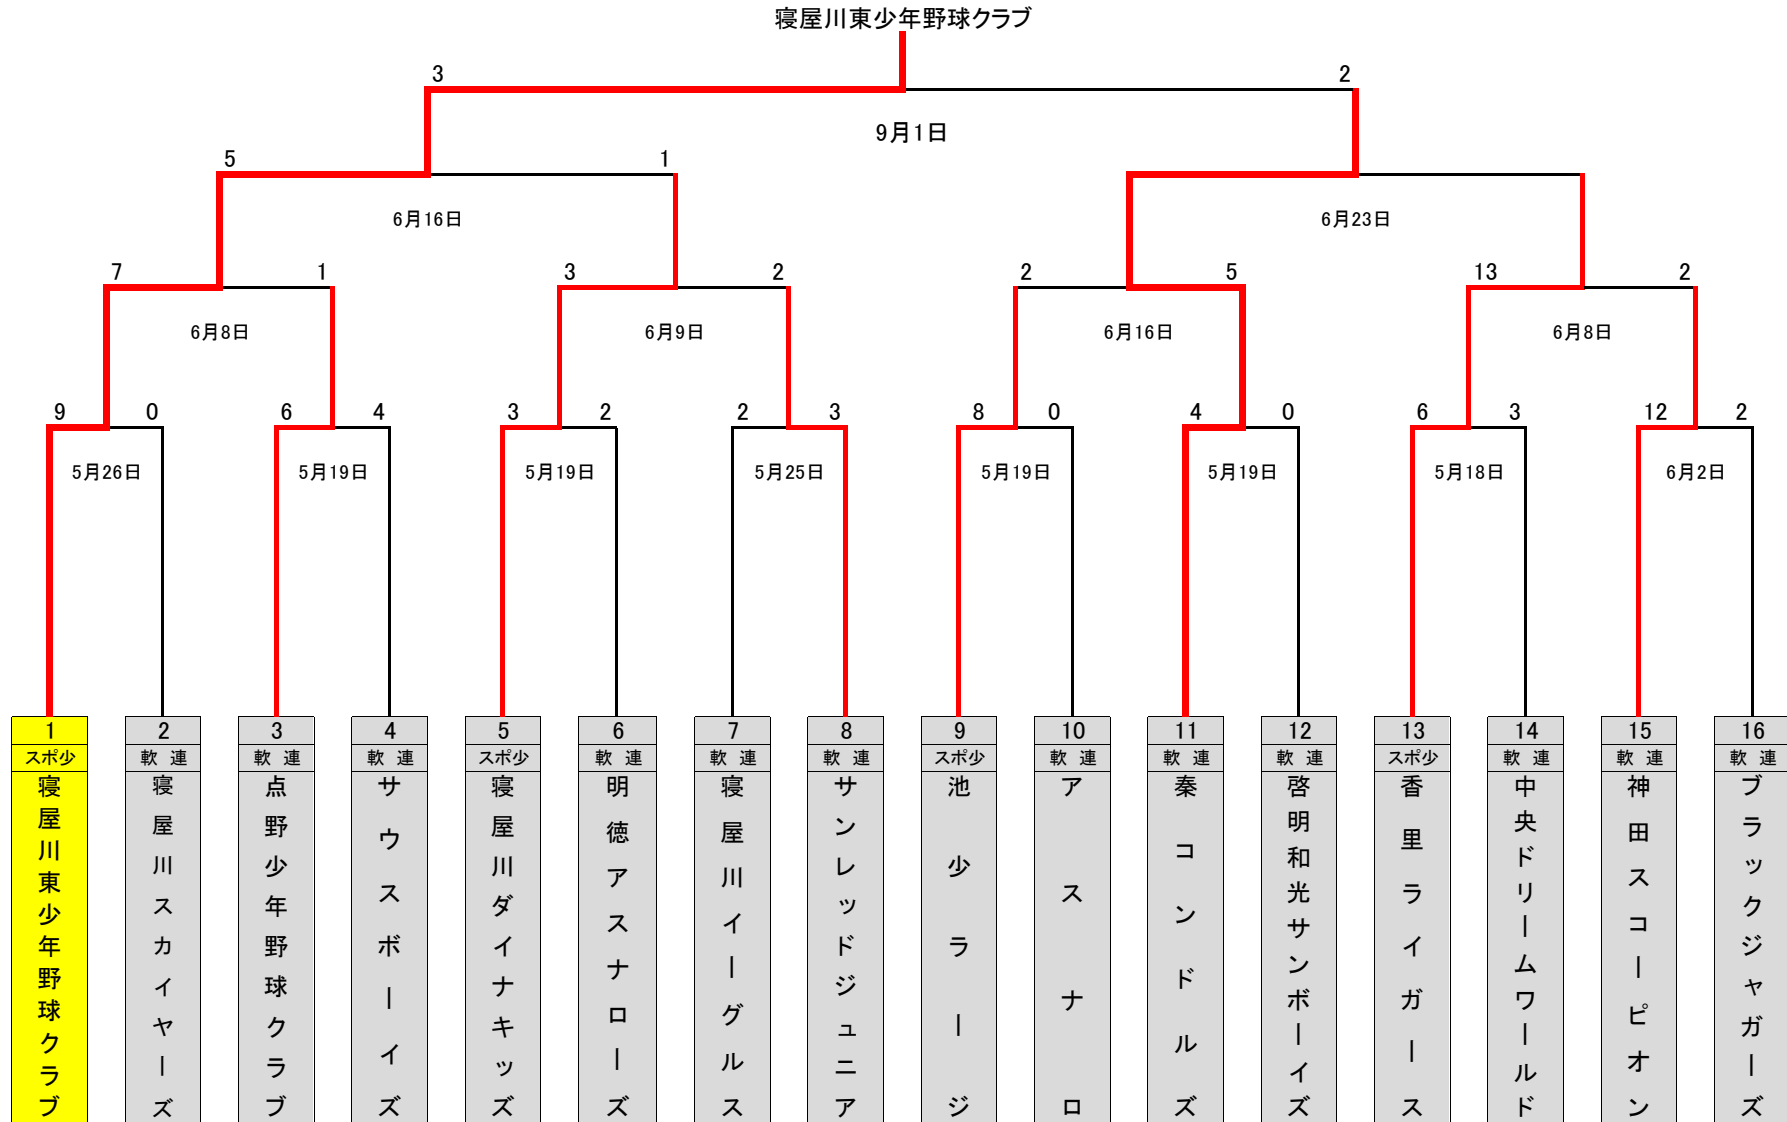 寝屋川東少年野球クラブ
3 2
9月1日
5 1
6月16日 6月23日
7 1 3 2 2 5 13 2
6月8日 6月9日 6月16日 6月8日
9 0 6 4 3 2 2 3 8 0 4 0 6 3 12 2
5月26日 5月19日 5月19日 5月25日 5月19日 5月19日 5月18日 6月2日
1 2 3 4 5 6 7 8 9 10 11 12 13 14 15 16
スポ少 軟連 軟連 軟連 スポ少 軟連 軟連 軟連 スポ少 軟連 軟連 軟連 スポ少 軟連 軟連 軟連
寝屋川東少年野球クラブ
寝屋川スカイヤーズ
点野少年野球クラブ
サウスボーイズ
寝屋川ダイナキッズ
明徳アスナローズ
寝屋川イーグルス
サンレッドジュニア
池少ラージ
アスナロ
秦コンドルズ
啓明和光サンボーイズ
香里ライガース
中央ドリームワールド
神田スコーピオン
ブラックジャガーズ